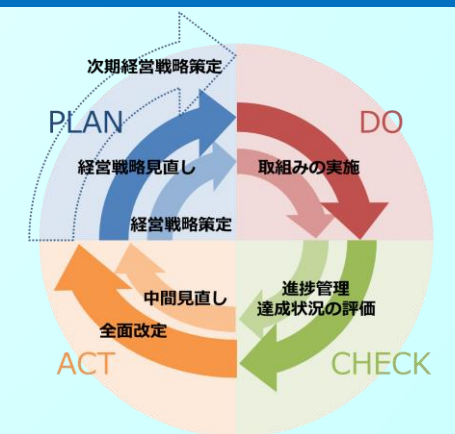 次期経営戦略策定
PLAN
DO
経営戦略見直し
取組みの実施
経営戦略策定
進捗管理
達成状況の評価
中間見直し
全面改定
ACT
CHECK